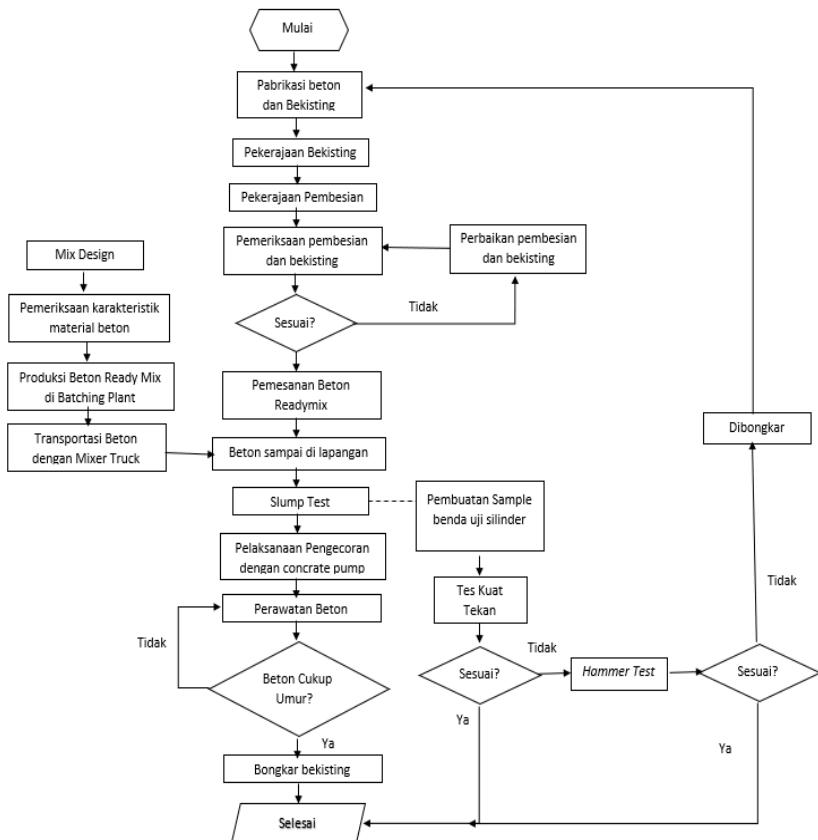 Mulai
Pabrikasi beton
dan Bekisting
Pekerajaan Bekisting
Pekerajaan Pembesian
Pemeriksaan pembesian
dan bekisting
Perbaikan pembesian
dan bekisting
Tidak
Sesuai?
Mix Design
Pemeriksaan karakteristik
material beton
Produksi Beton Ready Mix
di Batching Plant
Transportasi Beton
dengan Mixer Truck
Pemesanan Beton
Readymix
Beton sampai di lapangan
Slump Test
Pembuatan Sample
benda uji silinder
Pelaksanaan Pengecoran
dengan concrete pump
Perawatan Beton
Tidak
Beton Cukup
Umur?
Ya
Bongkar bekisting
Selesai
Tes Kuat
Tekan
Sesuai?
Tidak
Ya
Hammer Test
Sesuai?
Tidak
Ya
Dibongkar